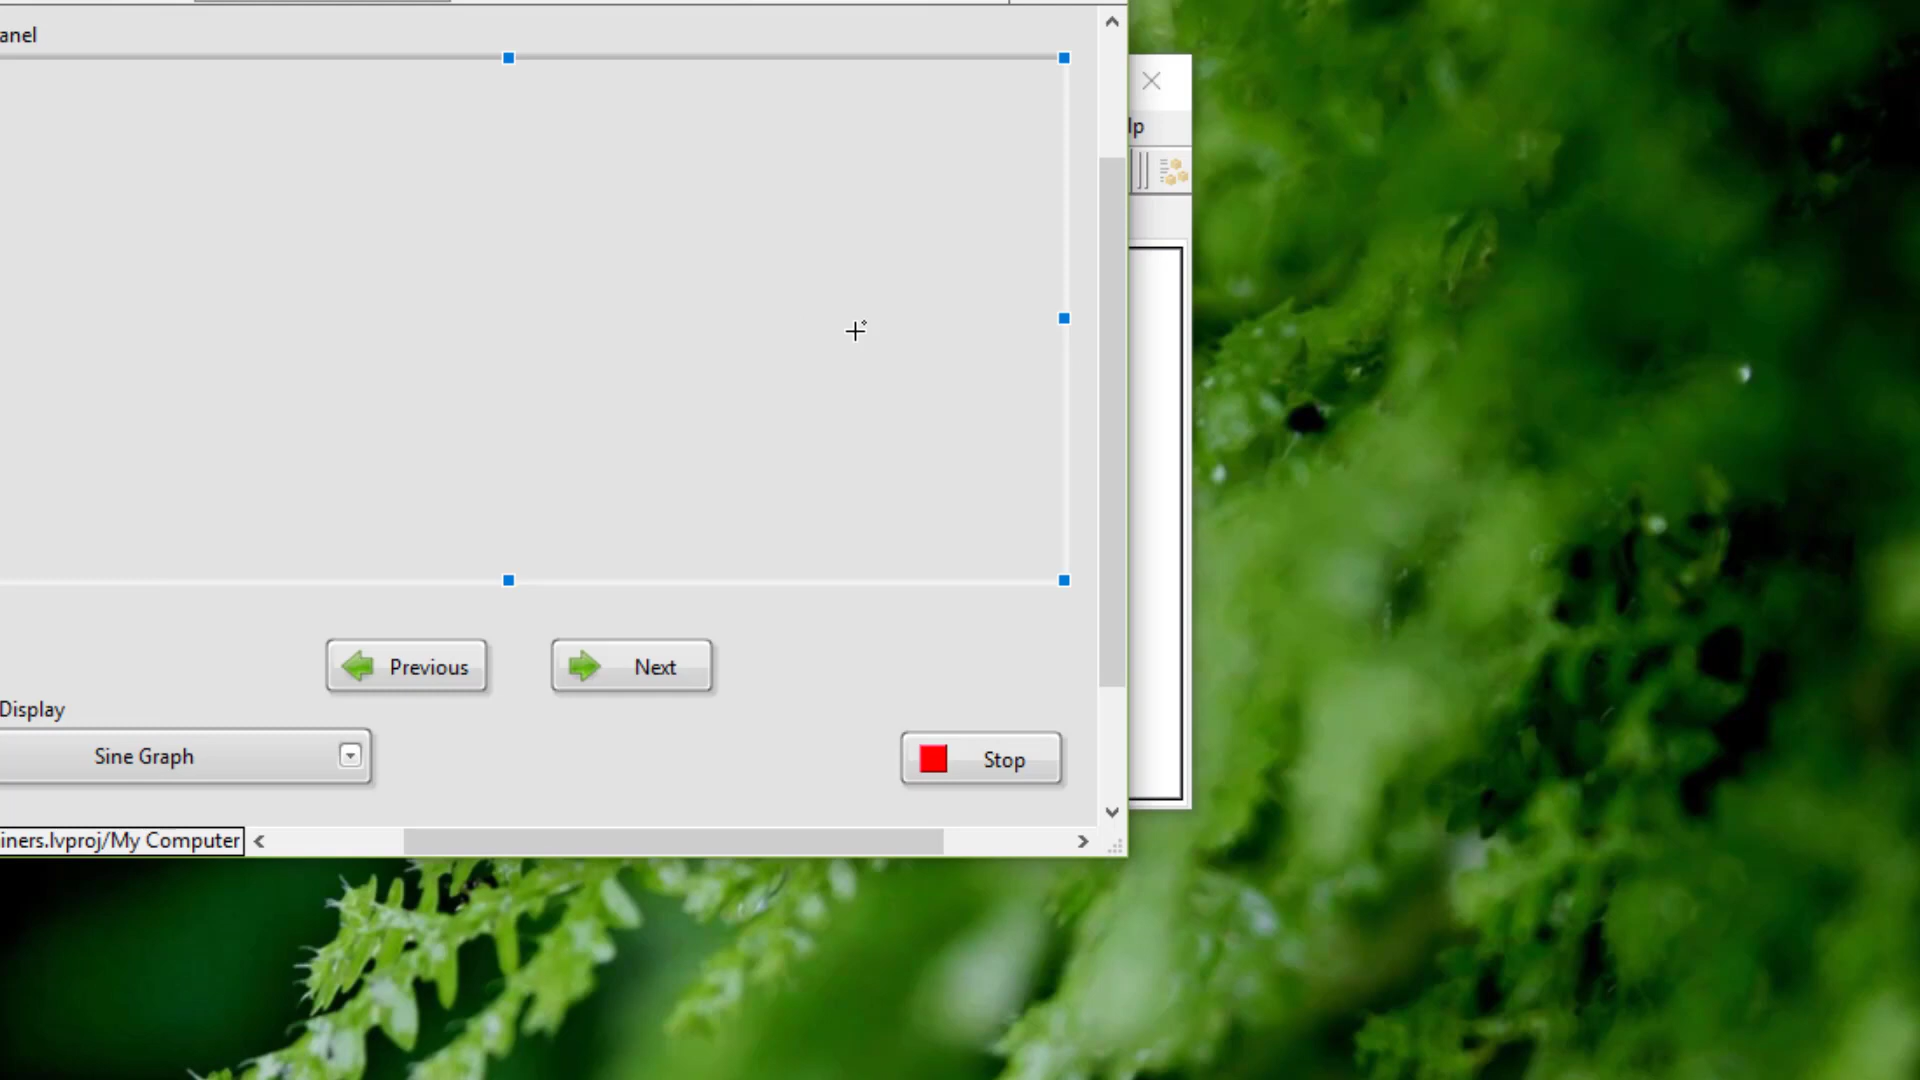 anel
lp
Previous
Next
Display
Sine Graph
Stop
iners.lvproj/My Computer